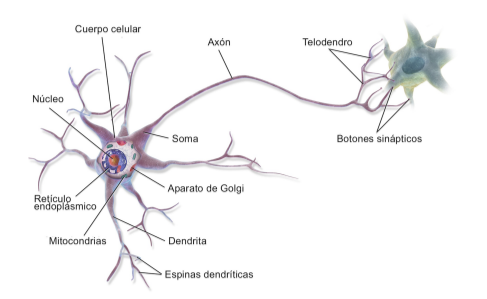 Cuerpo celular
Axón
Telodendro
Núcleo
Soma
Botones sinápticos
Aparato de Golgi
Retículo
endoplásmico
Mitocondrias
Dendrita
Espinas dendríticas